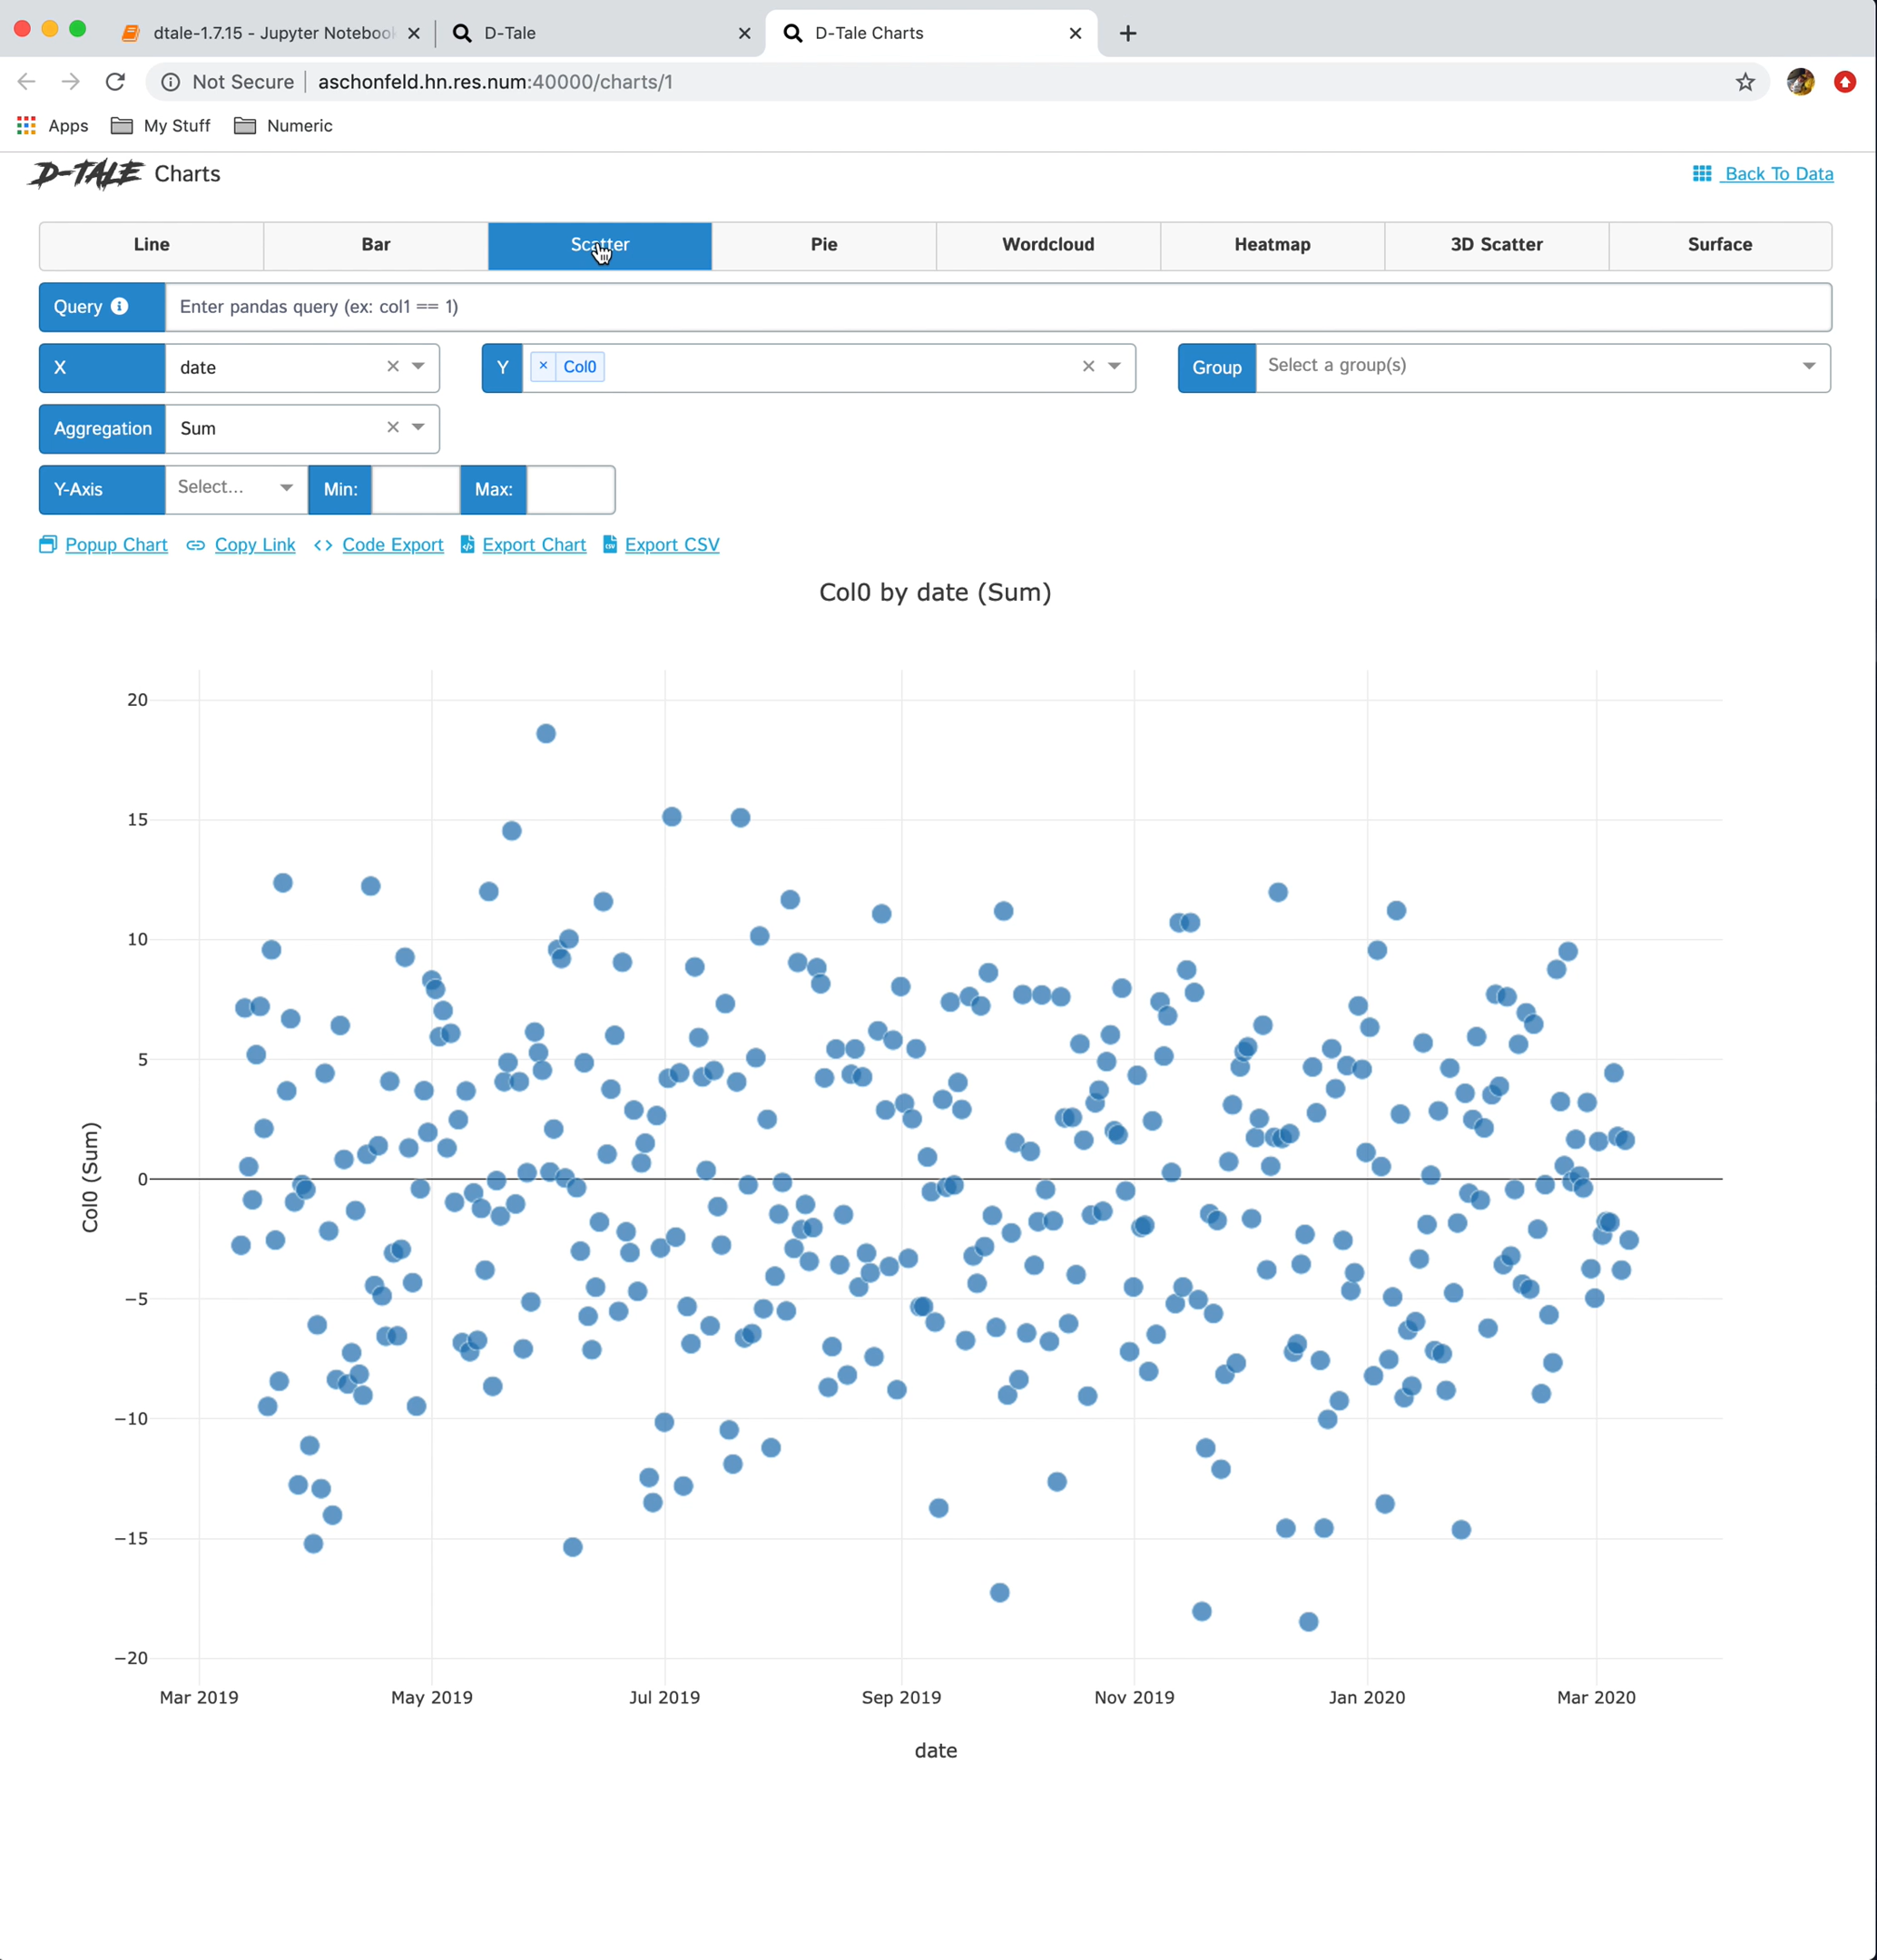 dtale-1.7.15 - Jupyter Notebook D-Tale D-Tale Charts
Not Secure aschonfeld.hn.res.num:40000/charts/1
Apps My Stuff Numeric
D-TALE Charts Back To Data
Line Bar Scatter Pie Wordcloud Heatmap 3D Scatter Surface
Query Enter pandas query (ex: col1 == 1)
X date Y × Col0 Group Select a group(s)
Aggregation Sum
Y-Axis Select... Min: Max:
Popup Chart Copy Link Code Export Export Chart Export CSV
Col0 by date (Sum)
20
15
10
5
0
−5
−10
−15
−20
Col0 (Sum)
Mar 2019 May 2019 Jul 2019 Sep 2019 Nov 2019 Jan 2020 Mar 2020
date